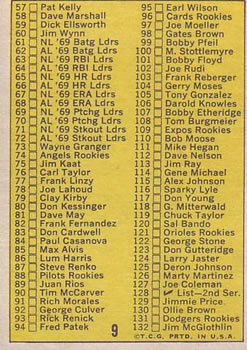 57 Pat Kelly
58 Dave Marshall
59 Dick Ellsworth
60 Jim Wynn
61 NL '69 Batg Ldrs
62 AL '69 Batg Ldrs
63 NL '69 RBI Ldrs
64 AL '69 RBI Ldrs
65 NL '69 HR Ldrs
66 AL '69 HR Ldrs
67 NL '69 ERA Ldrs
68 AL '69 ERA Ldrs
69 NL '69 Ptchg Ldrs
70 AL '69 Ptchg Ldrs
71 NL '69 Stkout Ldrs
72 AL '69 Stkout Ldrs
73 Wayne Granger
74 Angels Rookies
75 Jim Kaat
76 Carl Taylor
77 Frank Linzy
78 Joe Lahoud
79 Clay Kirby
80 Don Kessinger
81 Dave May
82 Frank Fernandez
83 Don Cardwell
84 Paul Casanova
85 Max Alvis
86 Lum Harris
87 Steve Renko
88 Pilots Rookies
89 Juan Rios
90 Tim McCarver
91 Rich Morales
92 George Culver
93 Rick Renick
94 Fred Patek
95 Earl Wilson
96 Cards Rookies
97 Joe Moeller
98 Gates Brown
99 Bobby Pfeil
100 M. Stottlemyre
101 Bobby Floyd
102 Joe Rudi
103 Frank Reberger
104 Gerry Moses
105 Tony Gonzalez
106 Darold Knowles
107 Bobby Etheridge
108 Tom Burgmeier
109 Expos Rookies
110 Bob Moose
111 Mike Hegan
112 Dave Nelson
113 Jim Ray
114 Gene Michael
115 Alex Johnson
116 Sparky Lyle
117 Don Young
118 G. Mitterwald
119 Chuck Taylor
120 Sal Bando
121 Orioles Rookies
122 George Stone
123 Don Gutteridge
124 Larry Jaster
125 Deron Johnson
126 Marty Martinez
127 Joe Coleman
128 List—2nd Ser.
129 Jimmie Price
130 Ollie Brown
131 Dodgers Rookies
132 Jim McGlothlin
9
©T.C.G. PRTD. IN U.S.A.